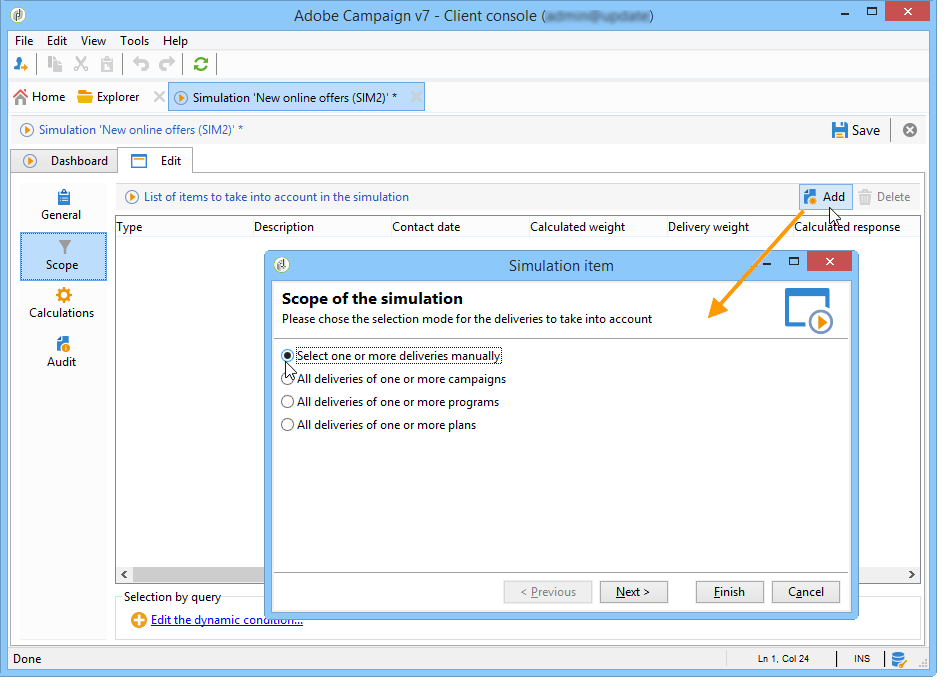 Adobe Campaign v7 - Client console (
File Edit View Tools Help
Home Explorer Simulation 'New online offers (SIM2)' *
Simulation 'New online offers (SIM2)' * Save
Dashboard Edit
General
Scope
Calculations
Audit
List of items to take into account in the simulation Add Delete
Type Description Contact date Calculated weight Delivery weight Calculated response
Simulation item
Scope of the simulation
Please chose the selection mode for the deliveries to take into account
Select one or more deliveries manually
All deliveries of one or more campaigns
All deliveries of one or more programs
All deliveries of one or more plans
< Previous Next > Finish Cancel
Selection by query
Edit the dynamic condition...
Done Ln 1, Col 24 INS